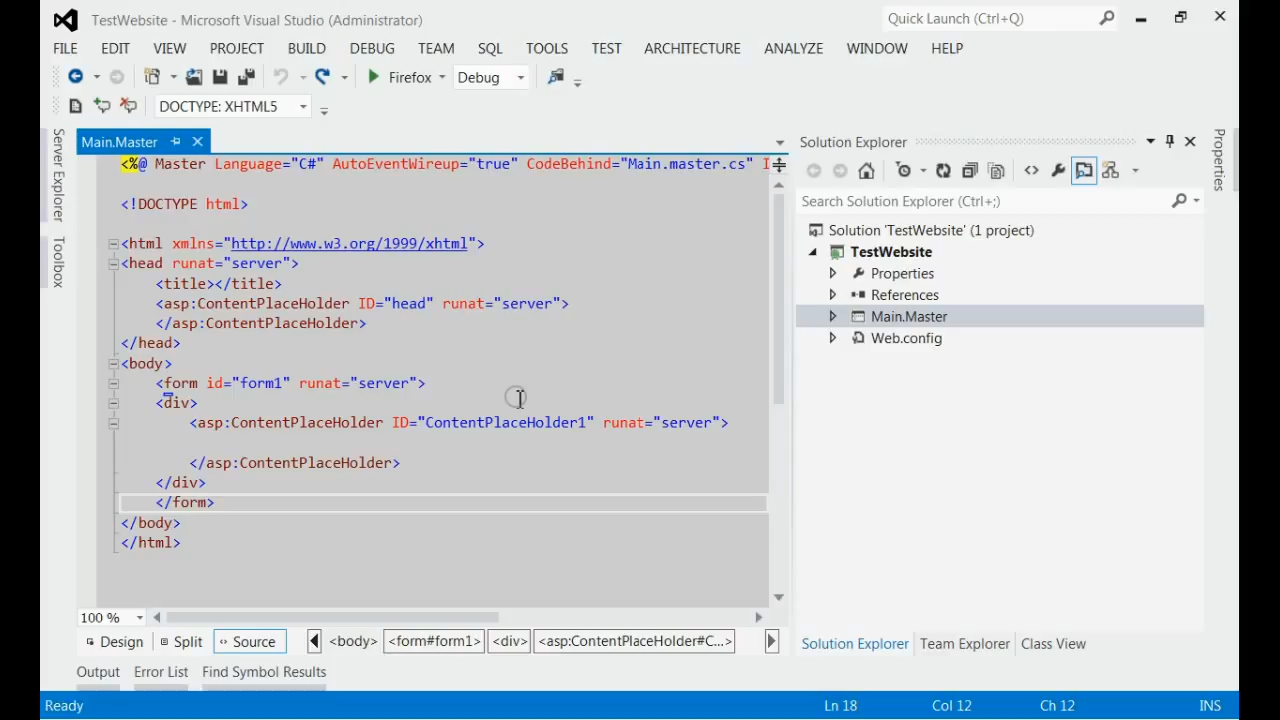 TestWebsite - Microsoft Visual Studio (Administrator)
Quick Launch (Ctrl+Q)
FILE EDIT VIEW PROJECT BUILD DEBUG TEAM SQL TOOLS TEST ARCHITECTURE ANALYZE WINDOW HELP
Firefox Debug
DOCTYPE: XHTML5
Server Explorer
Toolbox
Main.Master
<%@ Master Language="C#" AutoEventWireup="true" CodeBehind="Main.master.cs" I
<!DOCTYPE html>
<html xmlns="http://www.w3.org/1999/xhtml">
<head runat="server">
<title></title>
<asp:ContentPlaceHolder ID="head" runat="server">
</asp:ContentPlaceHolder>
</head>
<body>
<form id="form1" runat="server">
<div>
<asp:ContentPlaceHolder ID="ContentPlaceHolder1" runat="server">
</asp:ContentPlaceHolder>
</div>
</form>
</body>
</html>
100 %
Design Split Source <body> <form#form1> <div> <asp:ContentPlaceHolder#C...>
Solution Explorer
Search Solution Explorer (Ctrl+;)
Solution 'TestWebsite' (1 project)
TestWebsite
Properties
References
Main.Master
Web.config
Solution Explorer Team Explorer Class View
Properties
Output Error List Find Symbol Results
Ready Ln 18 Col 12 Ch 12 INS